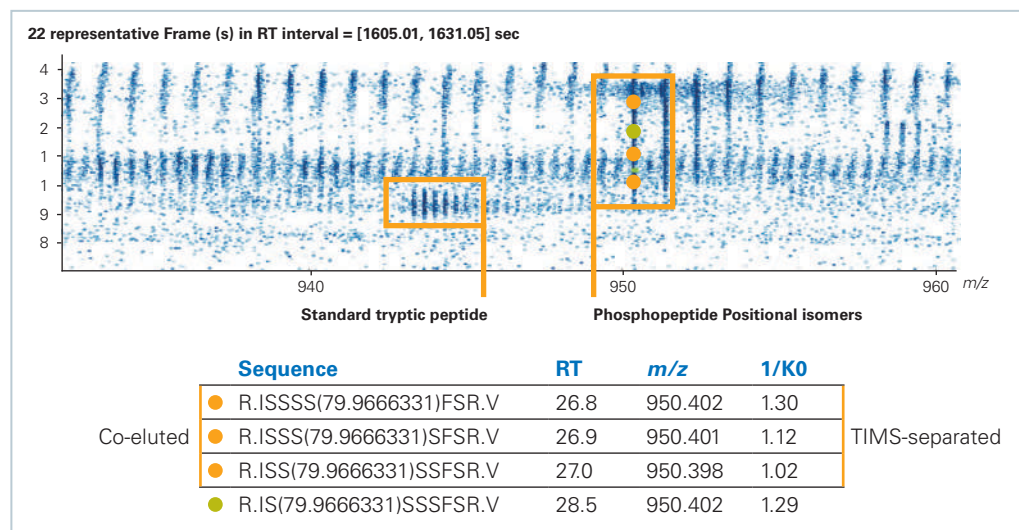 22 representative Frame (s) in RT interval = [1605.01, 1631.05] sec
4
3
2
1
1
9
8
940
950
960
m/z
Standard tryptic peptide
Phosphopeptide Positional isomers
Sequence RT m/z 1/K0
R.ISSSS(79.9666331)FSR.V 26.8 950.402 1.30
Co-eluted R.ISSS(79.9666331)SFSR.V 26.9 950.401 1.12 TIMS-separated
R.ISS(79.9666331)SSFSR.V 27.0 950.398 1.02
R.IS(79.9666331)SSSFSR.V 28.5 950.402 1.29